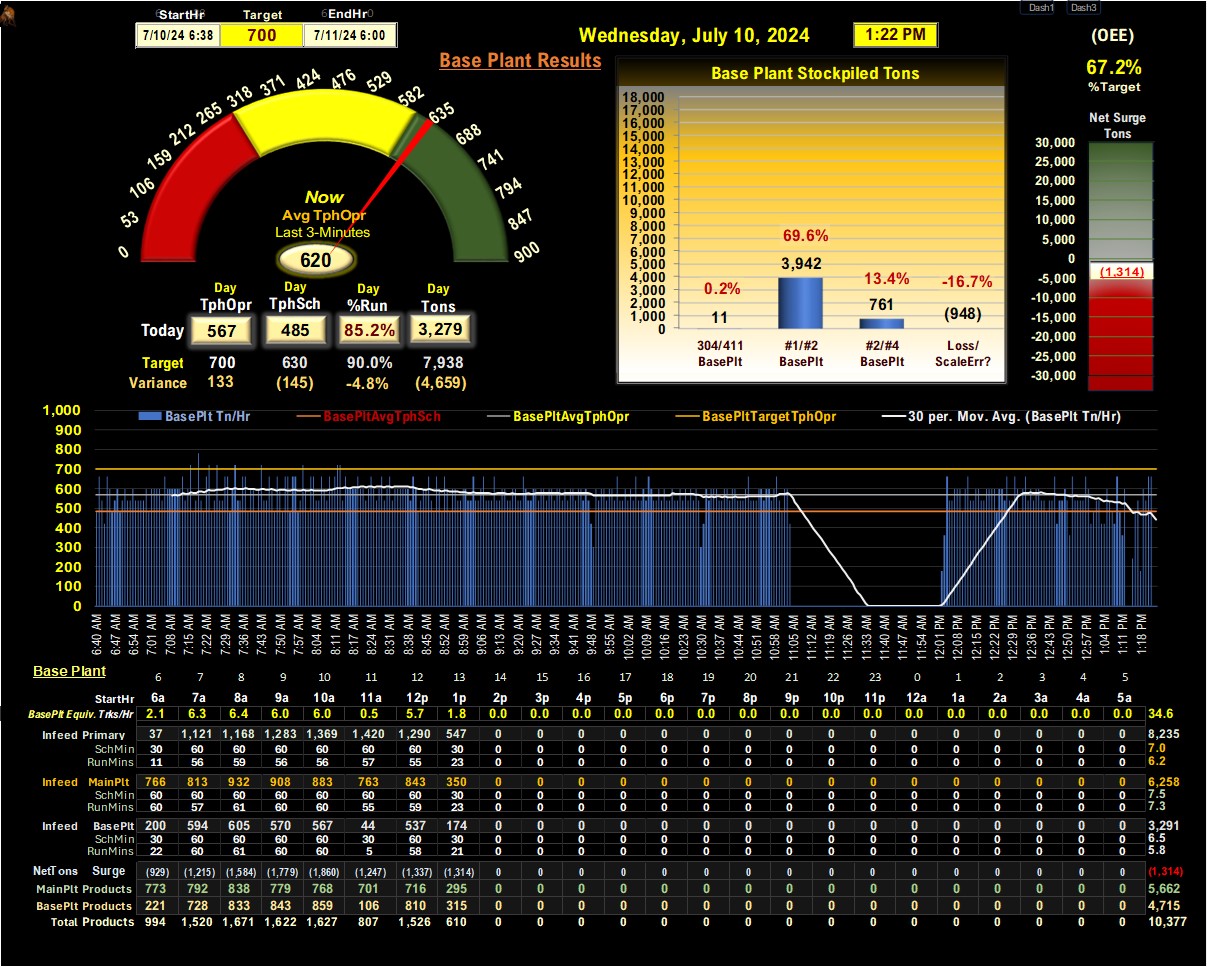 Dash1 Dash3
StartHr Target EndHr
7/10/24 6:38 700 7/11/24 6:00
Wednesday, July 10, 2024 1:22 PM
(OEE)
67.2%
%Target
Base Plant Results
0 53 106 159 212 265 318 371 424 476 529 582 635 688 741 794 847 900
Now
Avg TphOpr
Last 3-Minutes
620
Day Day Day Day
TphOpr TphSch %Run Tons
Today 567 485 85.2% 3,279
Target 700 630 90.0% 7,938
Variance 133 (145) -4.8% (4,659)
Base Plant Stockpiled Tons
18,000
17,000
16,000
15,000
14,000
13,000
12,000
11,000
10,000
9,000
8,000
7,000
6,000
5,000
4,000
3,000
2,000
1,000
0
0.2% 69.6% 13.4% -16.7%
11 3,942 761 (948)
304/411 #1/#2 #2/#4 Loss/
BasePlt BasePlt BasePlt ScaleErr?
Net Surge
Tons
30,000
25,000
20,000
15,000
10,000
5,000
0
-5,000
-10,000
-15,000
-20,000
-25,000
-30,000
(1,314)
BasePlt Tn/Hr BasePltAvgTphSch BasePltAvgTphOpr BasePltTargetTphOpr 30 per. Mov. Avg. (BasePlt Tn/Hr)
1,000
900
800
700
600
500
400
300
200
100
0
6:40 AM 6:47 AM 6:54 AM 7:01 AM 7:08 AM 7:15 AM 7:22 AM 7:29 AM 7:36 AM 7:43 AM 7:50 AM 7:57 AM 8:04 AM 8:11 AM 8:17 AM 8:24 AM 8:31 AM 8:38 AM 8:45 AM 8:52 AM 8:59 AM 9:06 AM 9:13 AM 9:20 AM 9:27 AM 9:34 AM 9:41 AM 9:48 AM 9:55 AM 10:02 AM 10:09 AM 10:16 AM 10:23 AM 10:30 AM 10:37 AM 10:44 AM 10:51 AM 10:58 AM 11:05 AM 11:12 AM 11:19 AM 11:26 AM 11:33 AM 11:40 AM 11:47 AM 11:54 AM 12:01 PM 12:08 PM 12:15 PM 12:22 PM 12:29 PM 12:36 PM 12:43 PM 12:50 PM 12:57 PM 1:04 PM 1:11 PM 1:18 PM
Base Plant 6 7 8 9 10 11 12 13 14 15 16 17 18 19 20 21 22 23 0 1 2 3 4 5
StartHr 6a 7a 8a 9a 10a 11a 12p 1p 2p 3p 4p 5p 6p 7p 8p 9p 10p 11p 12a 1a 2a 3a 4a 5a
BasePlt Equiv. Trks/Hr 2.1 6.3 6.4 6.0 6.0 0.5 5.7 1.8 0.0 0.0 0.0 0.0 0.0 0.0 0.0 0.0 0.0 0.0 0.0 0.0 0.0 0.0 0.0 0.0 34.6
Infeed Primary 37 1,121 1,168 1,283 1,369 1,420 1,290 547 0 0 0 0 0 0 0 0 0 0 0 0 0 0 0 0 8,235
SchMin 30 60 60 60 60 60 60 30 0 0 0 0 0 0 0 0 0 0 0 0 0 0 0 0 7.0
RunMins 11 56 59 56 56 57 55 23 0 0 0 0 0 0 0 0 0 0 0 0 0 0 0 0 6.2
Infeed MainPlt 766 813 932 908 883 763 843 350 0 0 0 0 0 0 0 0 0 0 0 0 0 0 0 0 6,258
SchMin 60 60 60 60 60 60 60 30 0 0 0 0 0 0 0 0 0 0 0 0 0 0 0 0 7.5
RunMins 60 57 61 60 60 55 59 23 0 0 0 0 0 0 0 0 0 0 0 0 0 0 0 0 7.3
Infeed BasePlt 200 594 605 570 567 44 537 174 0 0 0 0 0 0 0 0 0 0 0 0 0 0 0 0 3,291
SchMin 30 60 60 60 60 30 60 30 0 0 0 0 0 0 0 0 0 0 0 0 0 0 0 0 6.5
RunMins 22 60 61 60 60 5 58 21 0 0 0 0 0 0 0 0 0 0 0 0 0 0 0 0 5.8
NetTons Surge (929) (1,215) (1,584) (1,779) (1,860) (1,247) (1,337) (1,314) 0 0 0 0 0 0 0 0 0 0 0 0 0 0 0 0 (1,314)
MainPlt Products 773 792 838 779 768 701 716 295 0 0 0 0 0 0 0 0 0 0 0 0 0 0 0 0 5,662
BasePlt Products 221 728 833 843 859 106 810 315 0 0 0 0 0 0 0 0 0 0 0 0 0 0 0 0 4,715
Total Products 994 1,520 1,671 1,622 1,627 807 1,526 610 0 0 0 0 0 0 0 0 0 0 0 0 0 0 0 0 10,377